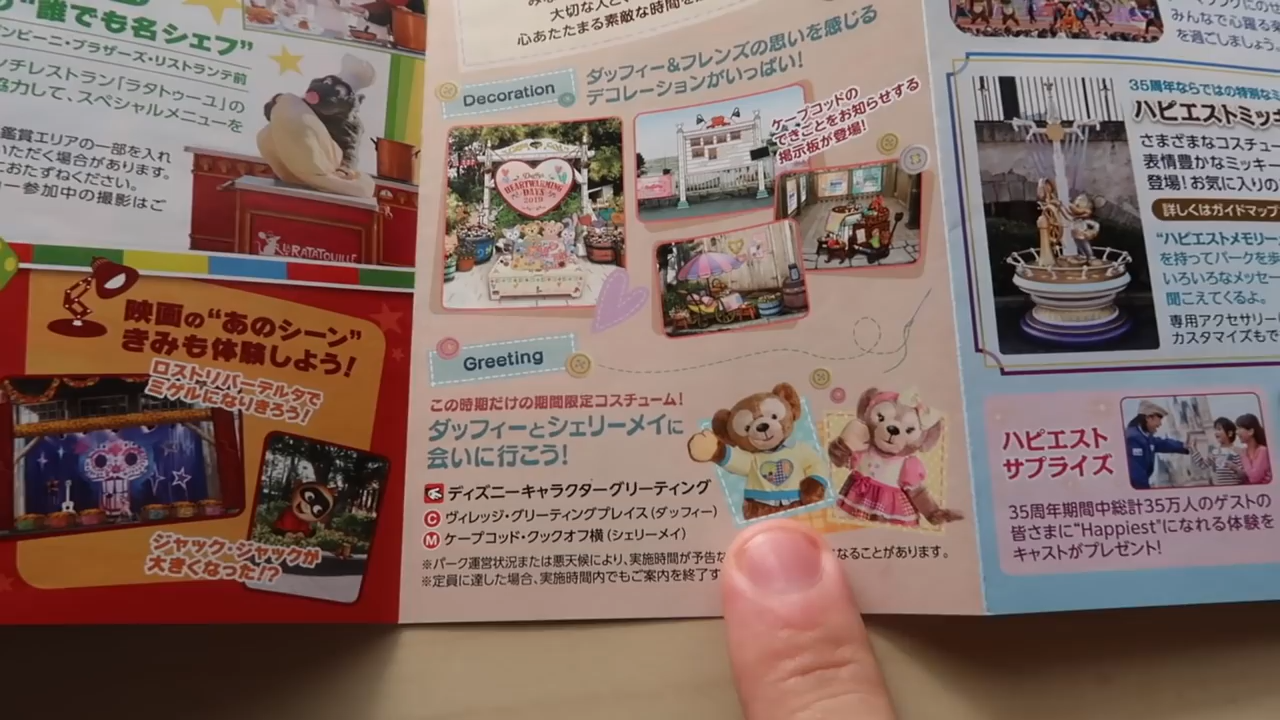 "誰でも名シェフ"
ンビーニ・ブラザーズ・リストランテ前
ンチレストラン「ラタトゥーユ」の
協力して、スペシャルメニューを
鑑賞エリアの一部を入れ
いただく場合があります。
におたずねください。
ー参加中の撮影はご
LA RATATOUILLE
映画の"あのシーン"
きみも体験しよう!
ロストリバーデルタで
ミゲルになりきろう!
ジャック・ジャックが
大きくなった!?
大切な人と
心あたたまる素敵な時間を
Decoration
ダッフィー&フレンズの思いを感じる
デコレーションがいっぱい!
ケープコッドの
できごとをお知らせする
掲示板が登場!
Duffy's
HEARTWARMING
DAYS
2019
Greeting
この時期だけの期間限定コスチューム!
ダッフィーとシェリーメイに
会いに行こう!
ディズニーキャラクターグリーティング
C ヴィレッジ・グリーティングプレイス(ダッフィー)
M ケープコッド・クックオフ横(シェリーメイ)
※パーク運営状況または悪天候により、実施時間が予告な
なることがあります。
※定員に達した場合、実施時間内でもご案内を終了す
みんなで心躍る
を過ごしましょう
35周年ならではの特別な
ハピエストミッ
さまざまなコスチュー
表情豊かなミッキー
登場!お気に入りの
詳しくはガイドマップ
"ハピエストメモリー
を持ってパークを歩
いろいろなメッセー
聞こえてくるよ。
専用アクセサリー
カスタマイズもで
ハピエスト
サプライズ
35周年期間中総計35万人のゲストの
皆さまに"Happiest"になれる体験を
キャストがプレゼント!